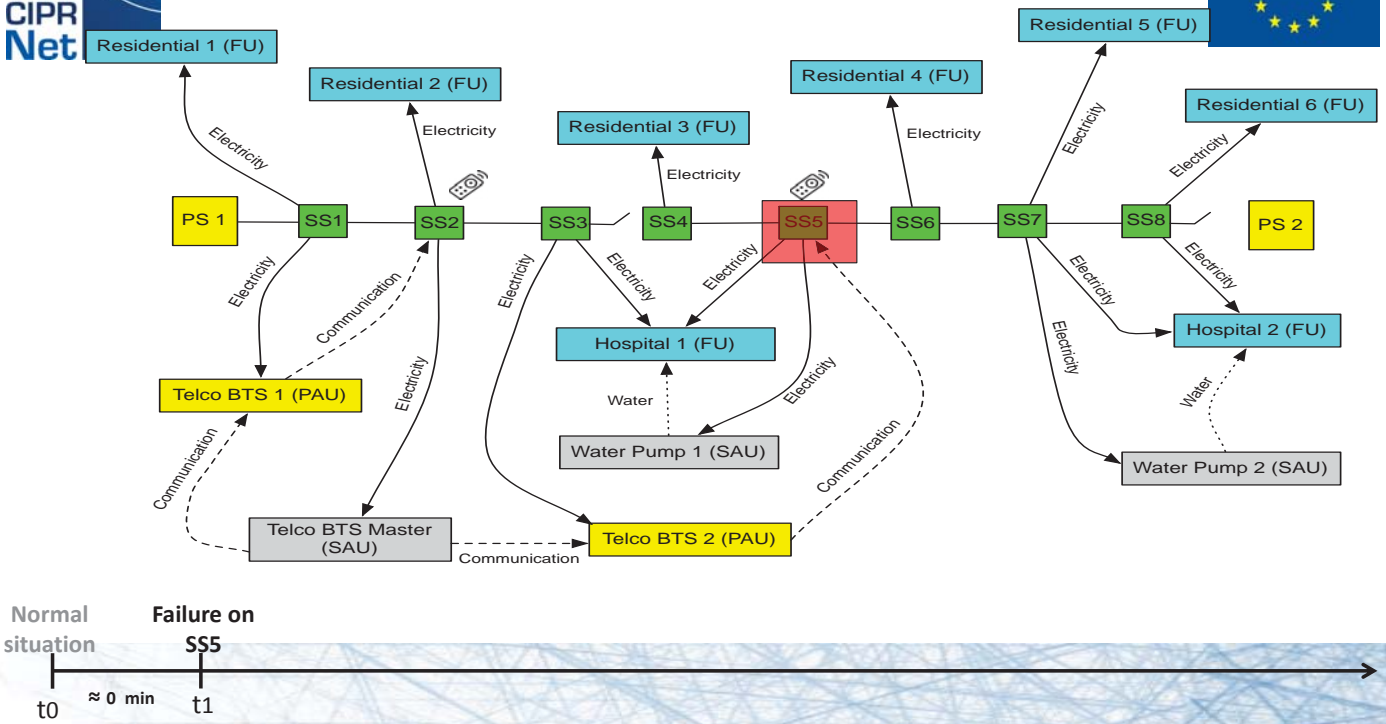 CIPR
Net
Residential 1 (FU)
Residential 2 (FU)
Residential 3 (FU)
Residential 4 (FU)
Residential 5 (FU)
Residential 6 (FU)
Electricity
Electricity
Electricity
Electricity
Electricity
Electricity
PS 1
SS1
SS2
SS3
SS4
SS5
SS6
SS7
SS8
PS 2
Electricity
Communication
Electricity
Electricity
Electricity
Electricity
Electricity
Electricity
Electricity
Electricity
Hospital 1 (FU)
Hospital 2 (FU)
Telco BTS 1 (PAU)
Water
Water
Communication
Water Pump 1 (SAU)
Communication
Water Pump 2 (SAU)
Telco BTS Master
(SAU)
Communication
Telco BTS 2 (PAU)
Normal
situation
Failure on
SS5
≈ 0 min
t0
t1